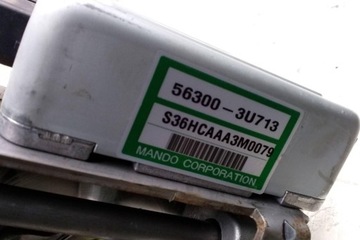 56300-3U713
S36HCAAA3M0079
MANDO CORPORATION